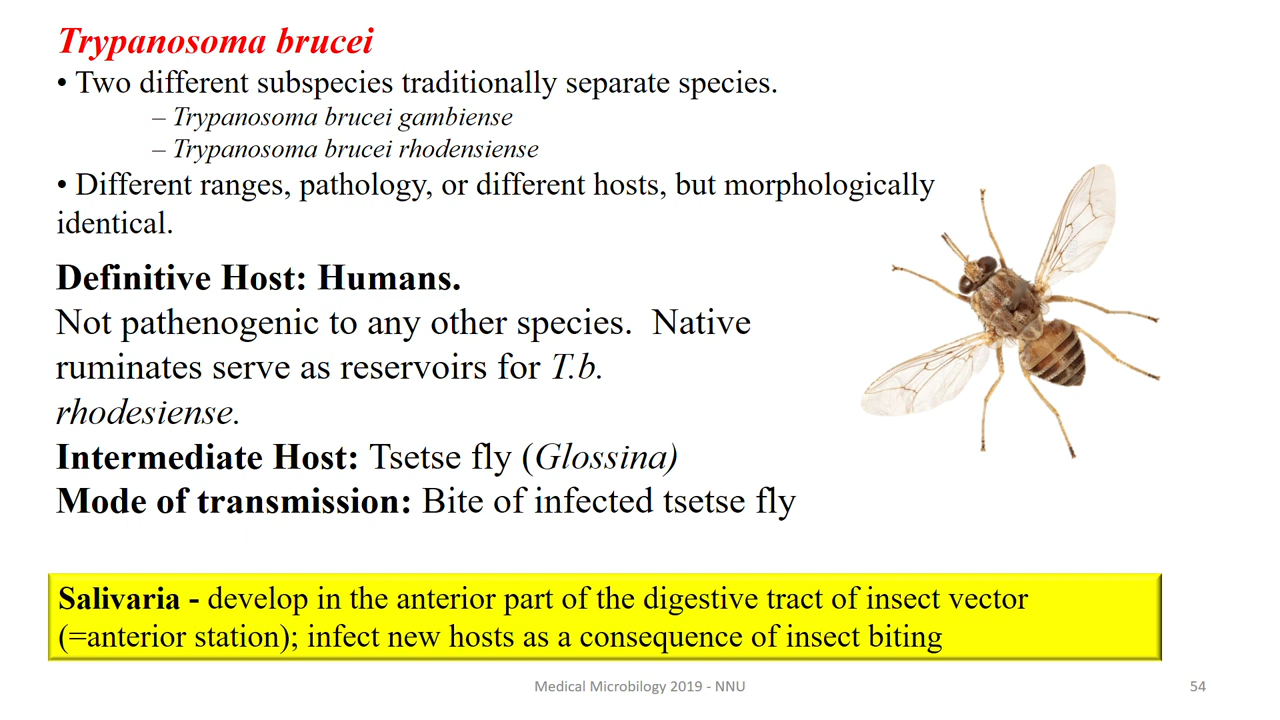 Trypanosoma brucei
• Two different subspecies traditionally separate species.
– Trypanosoma brucei gambiense
– Trypanosoma brucei rhodensiense
• Different ranges, pathology, or different hosts, but morphologically
identical.
Definitive Host: Humans.
Not pathenogenic to any other species. Native
ruminates serve as reservoirs for T.b.
rhodesiense.
Intermediate Host: Tsetse fly (Glossina)
Mode of transmission: Bite of infected tsetse fly
Salivaria - develop in the anterior part of the digestive tract of insect vector
(=anterior station); infect new hosts as a consequence of insect biting
Medical Microbilogy 2019 - NNU
54